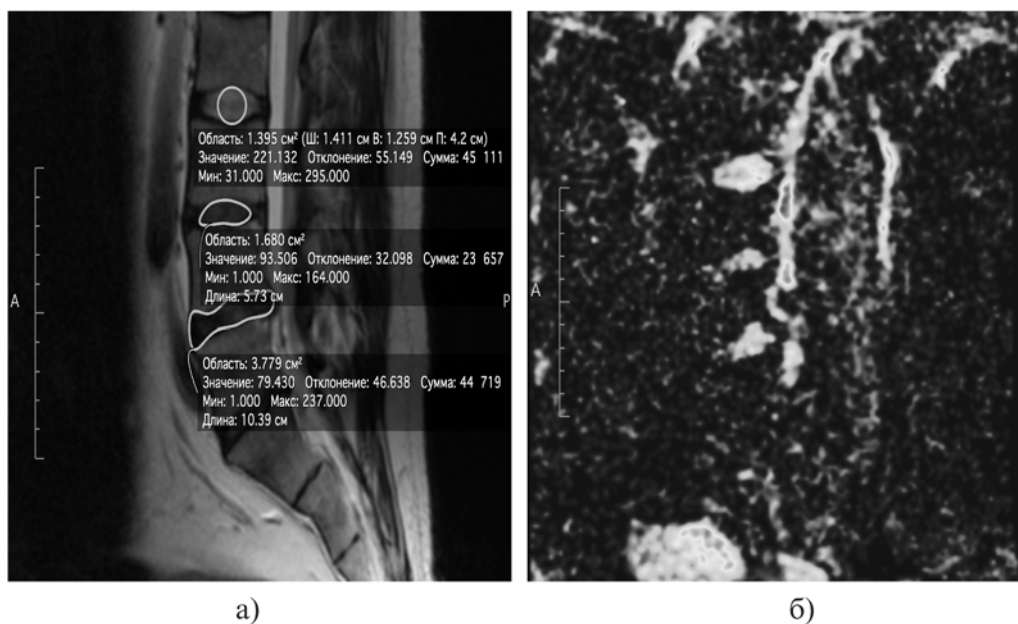 Область: 1.395 см² (Ш: 1.411 см В: 1.259 см П: 4.2 см)
Значение: 221.132 Отклонение: 55.149 Сумма: 45 111
Мин: 31.000 Макс: 295.000
Область: 1.680 см²
Значение: 93.506 Отклонение: 32.098 Сумма: 23 657
Мин: 1.000 Макс: 164.000
Длина: 5.73 см
A
P
A
Область: 3.779 см²
Значение: 79.430 Отклонение: 46.638 Сумма: 44 719
Мин: 1.000 Макс: 237.000
Длина: 10.39 см
а)
б)